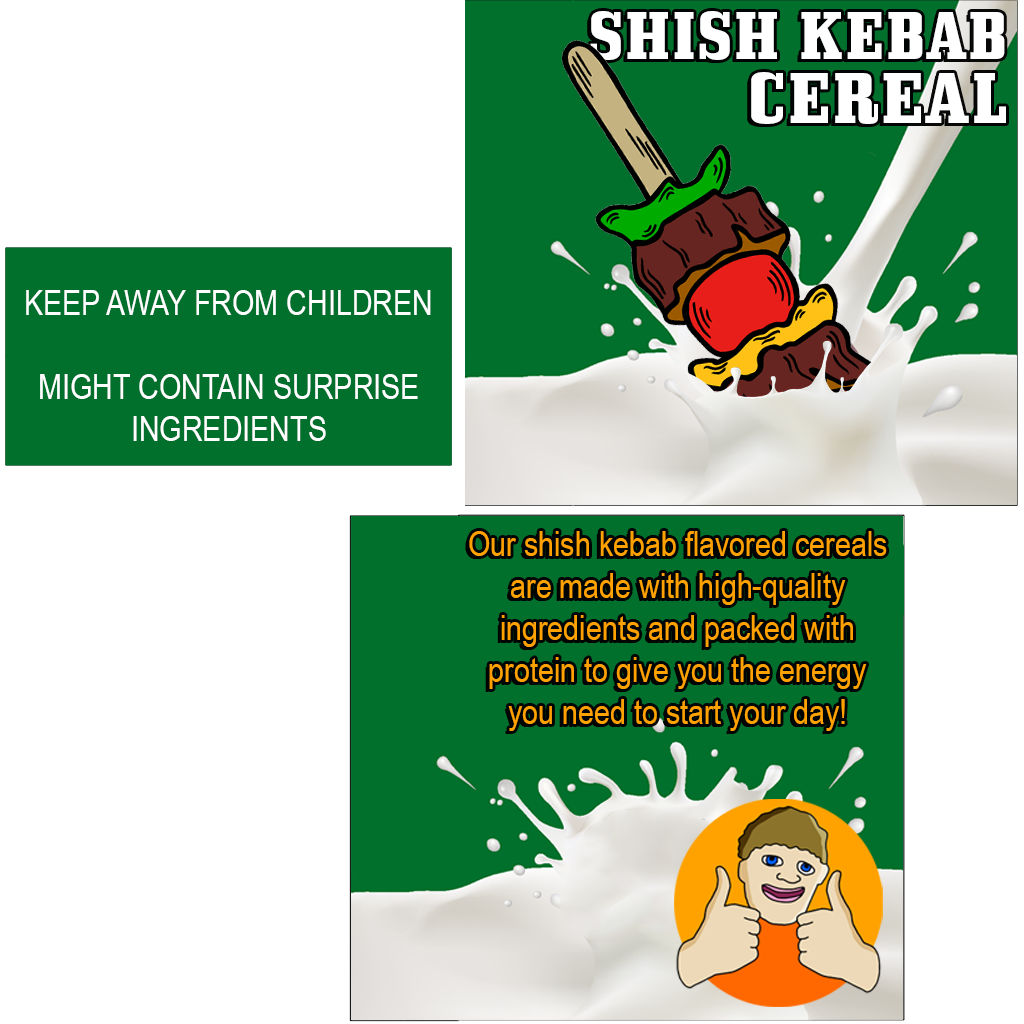 SHISH KEBAB
CEREAL
KEEP AWAY FROM CHILDREN
MIGHT CONTAIN SURPRISE
INGREDIENTS
Our shish kebab flavored cereals
are made with high-quality
ingredients and packed with
protein to give you the energy
you need to start your day!